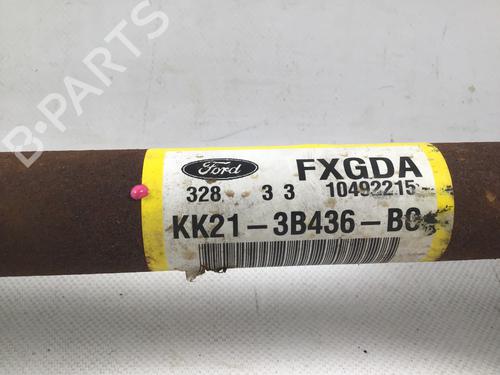 B-PARTS
Ford
FXGDA
328 3 3 10492215
KK21-3B436-BC